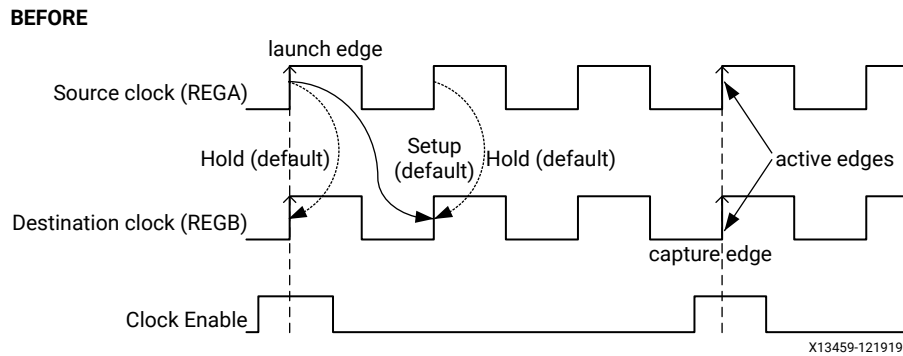 BEFORE
launch edge
Source clock (REGA)
Hold (default)
Setup
(default)
Hold (default)
active edges
Destination clock (REGB)
capture edge
Clock Enable
X13459-121919